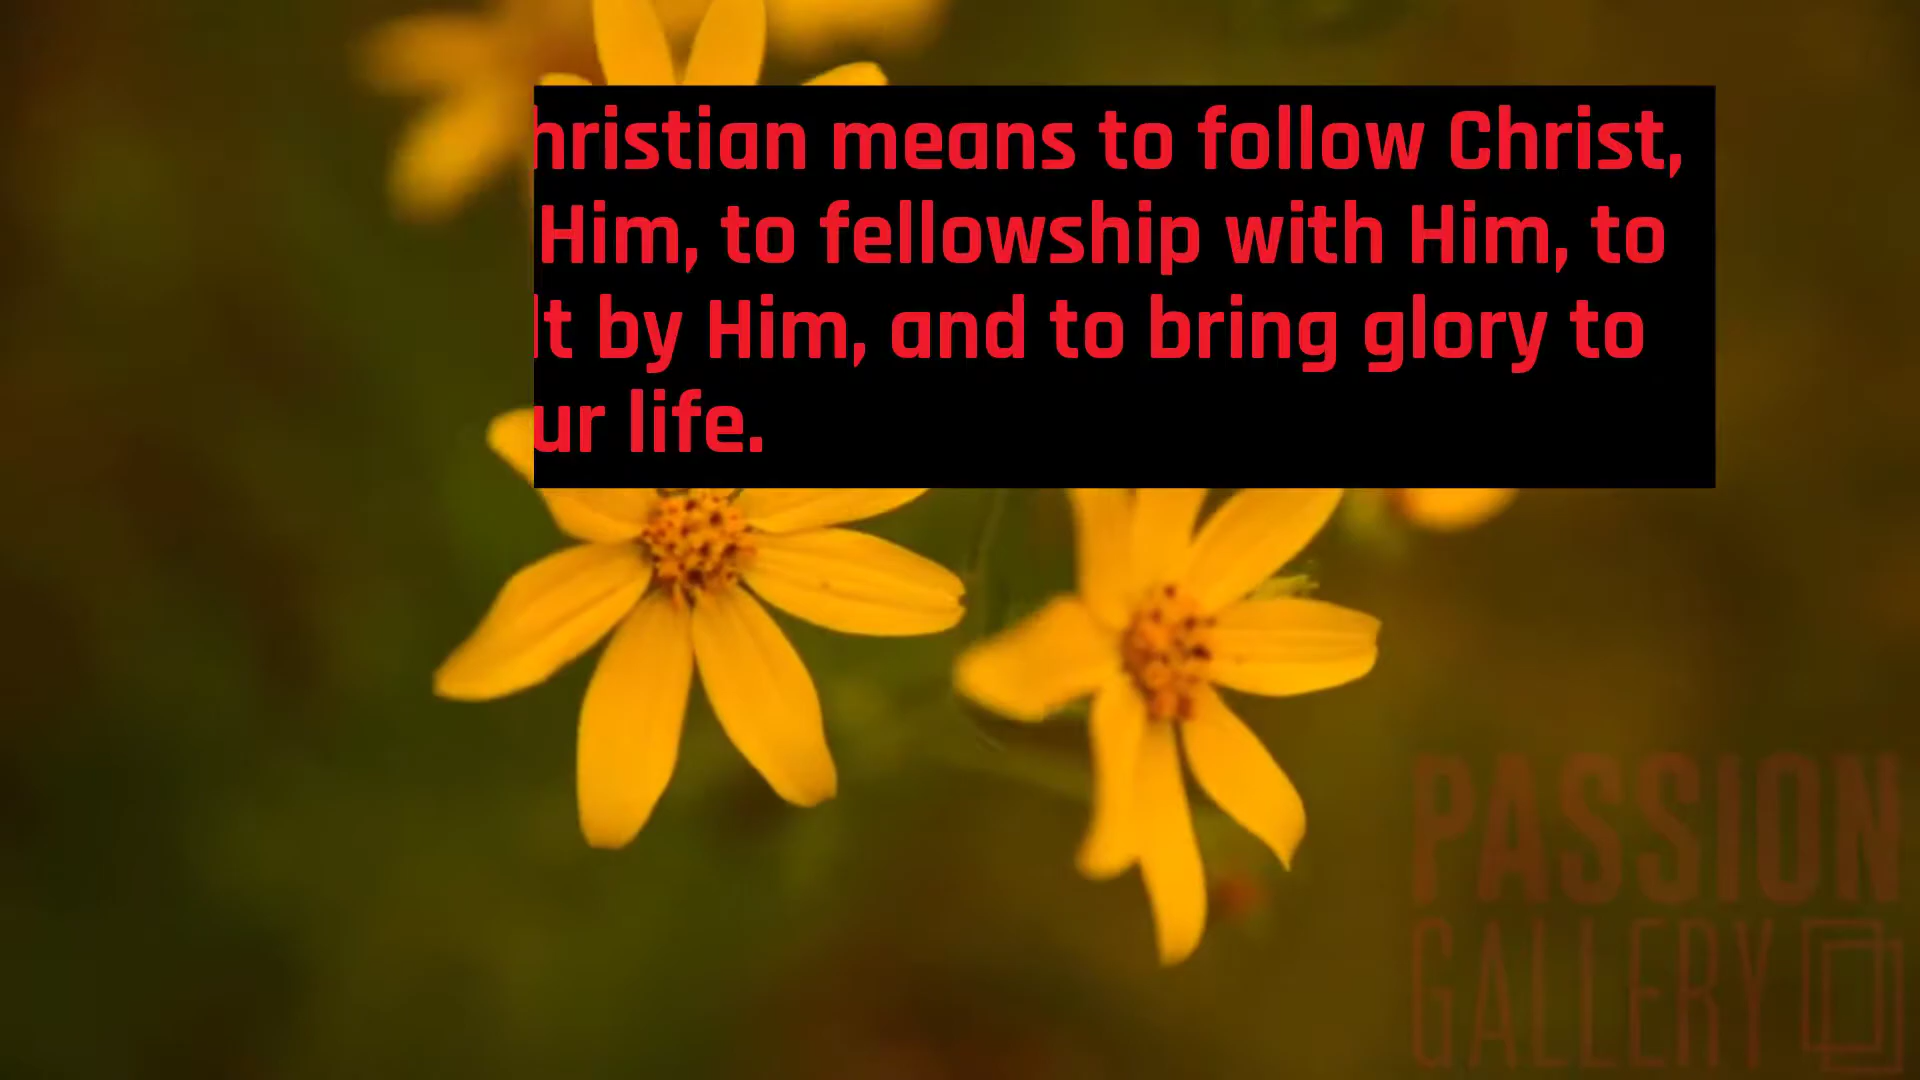 hristian means to follow Christ,
Him, to fellowship with Him, to
lt by Him, and to bring glory to
ur life.
PASSION
GALLERY